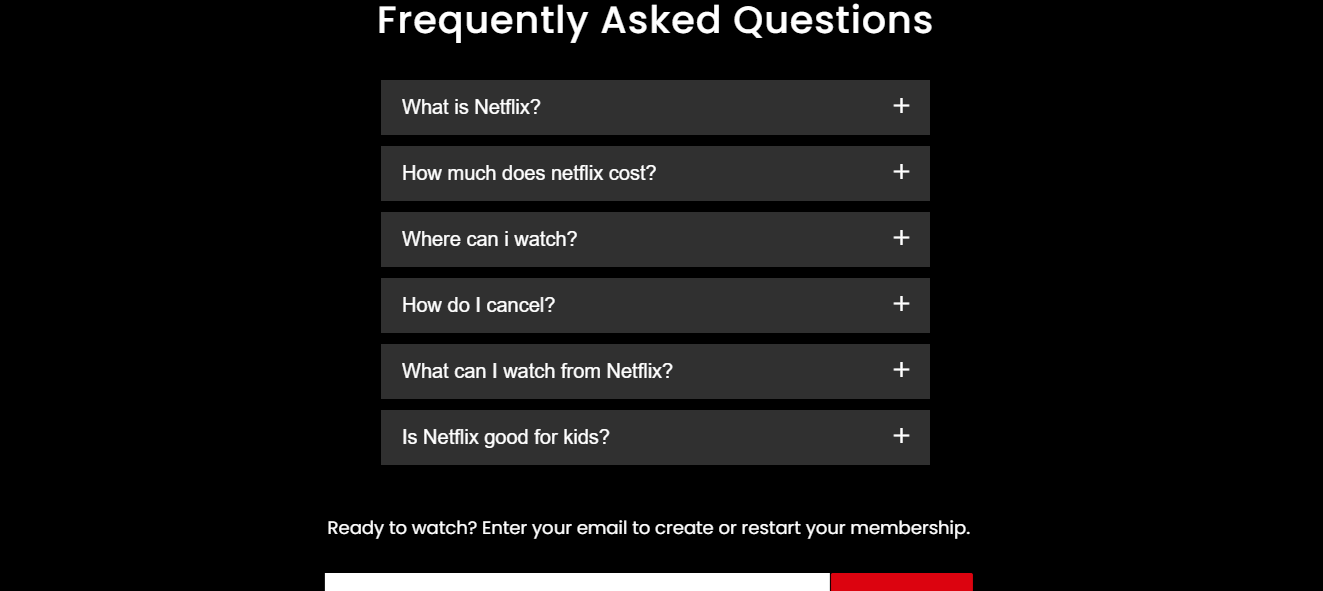 Frequently Asked Questions
What is Netflix?
How much does netflix cost?
Where can i watch?
How do I cancel?
What can I watch from Netflix?
Is Netflix good for kids?
Ready to watch? Enter your email to create or restart your membership.